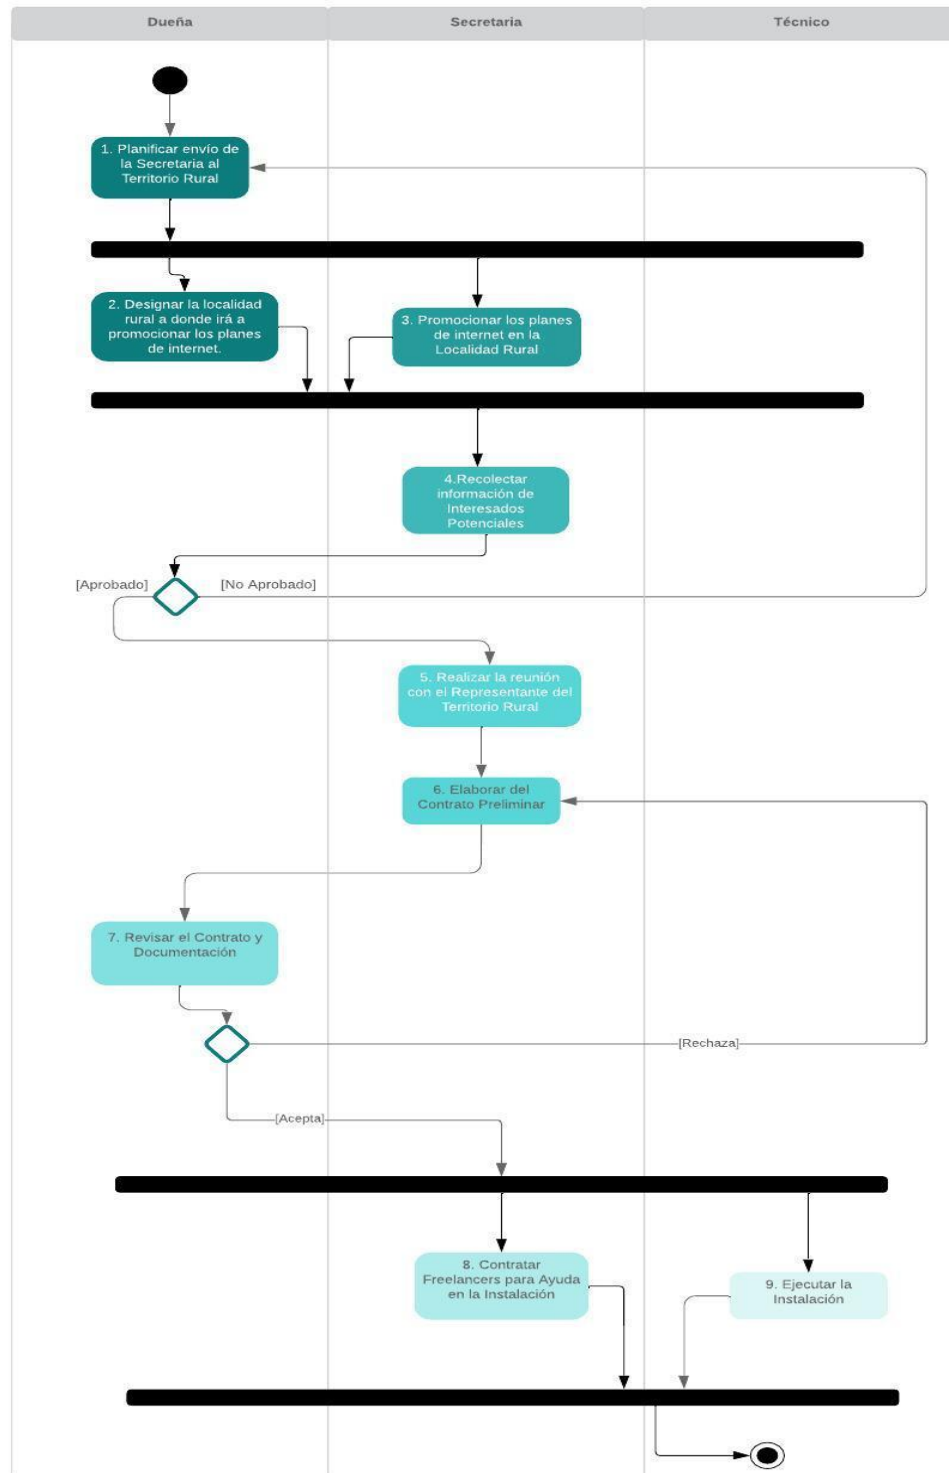 Dueña
Secretaria
Técnico
1. Planificar envío de
la Secretaria al
Territorio Rural
2. Designar la localidad
rural a donde irá a
promocionar los planes
de internet.
3. Promocionar los planes
de internet en la
Localidad Rural
4.Recolectar
información de
Interesados
Potenciales
[Aprobado]
[No Aprobado]
5. Realizar la reunión
con el Representante del
Territorio Rural
6. Elaborar del
Contrato Preliminar
7. Revisar el Contrato y
Documentación
[Rechaza]
[Acepta]
8. Contratar
Freelancers para Ayuda
en la Instalación
9. Ejecutar la
Instalación